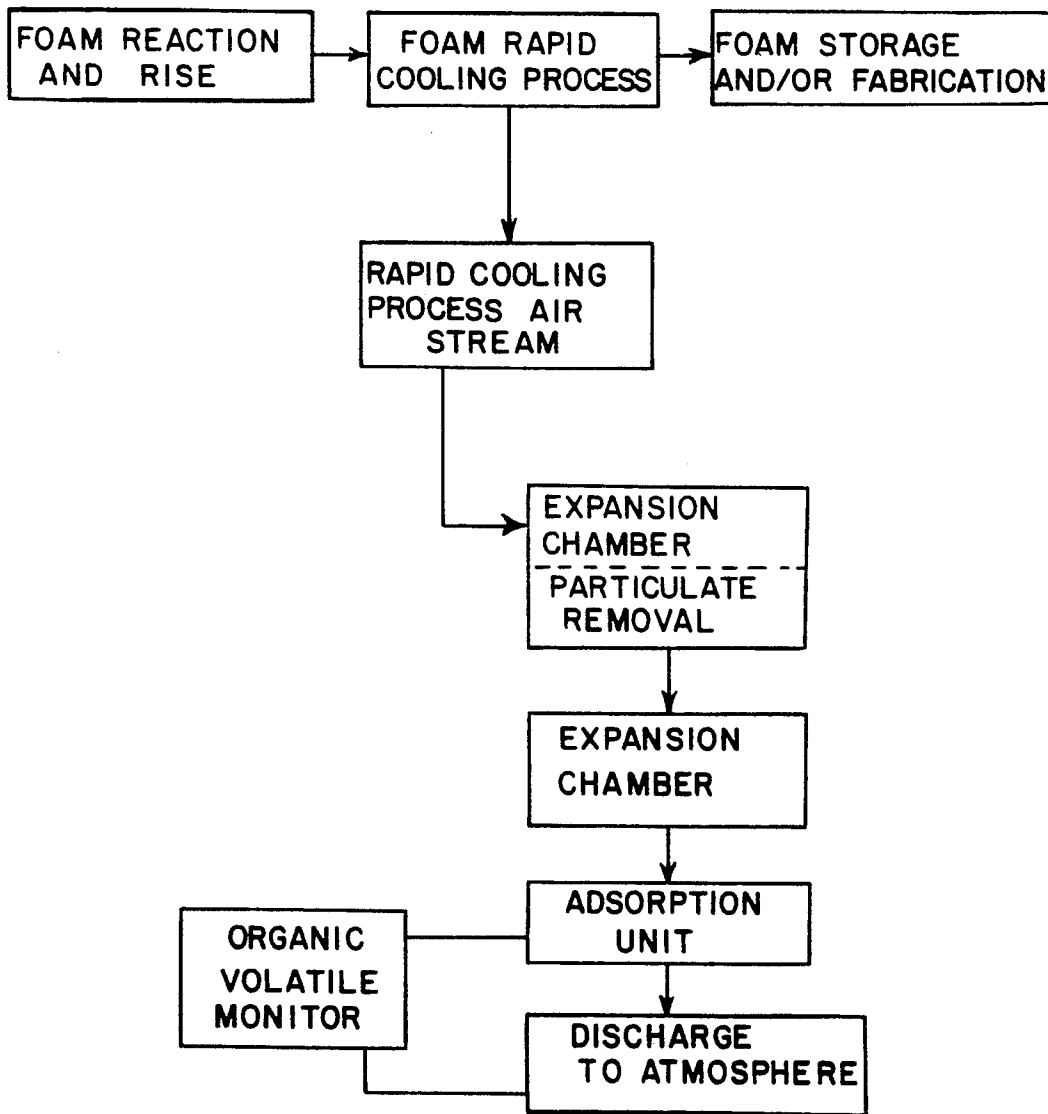 FOAM REACTION
AND RISE
FOAM RAPID
COOLING PROCESS
FOAM STORAGE
AND/OR FABRICATION
RAPID COOLING
PROCESS AIR
STREAM
EXPANSION
CHAMBER
PARTICULATE
REMOVAL
EXPANSION
CHAMBER
ADSORPTION
UNIT
ORGANIC
VOLATILE
MONITOR
DISCHARGE
TO ATMOSPHERE